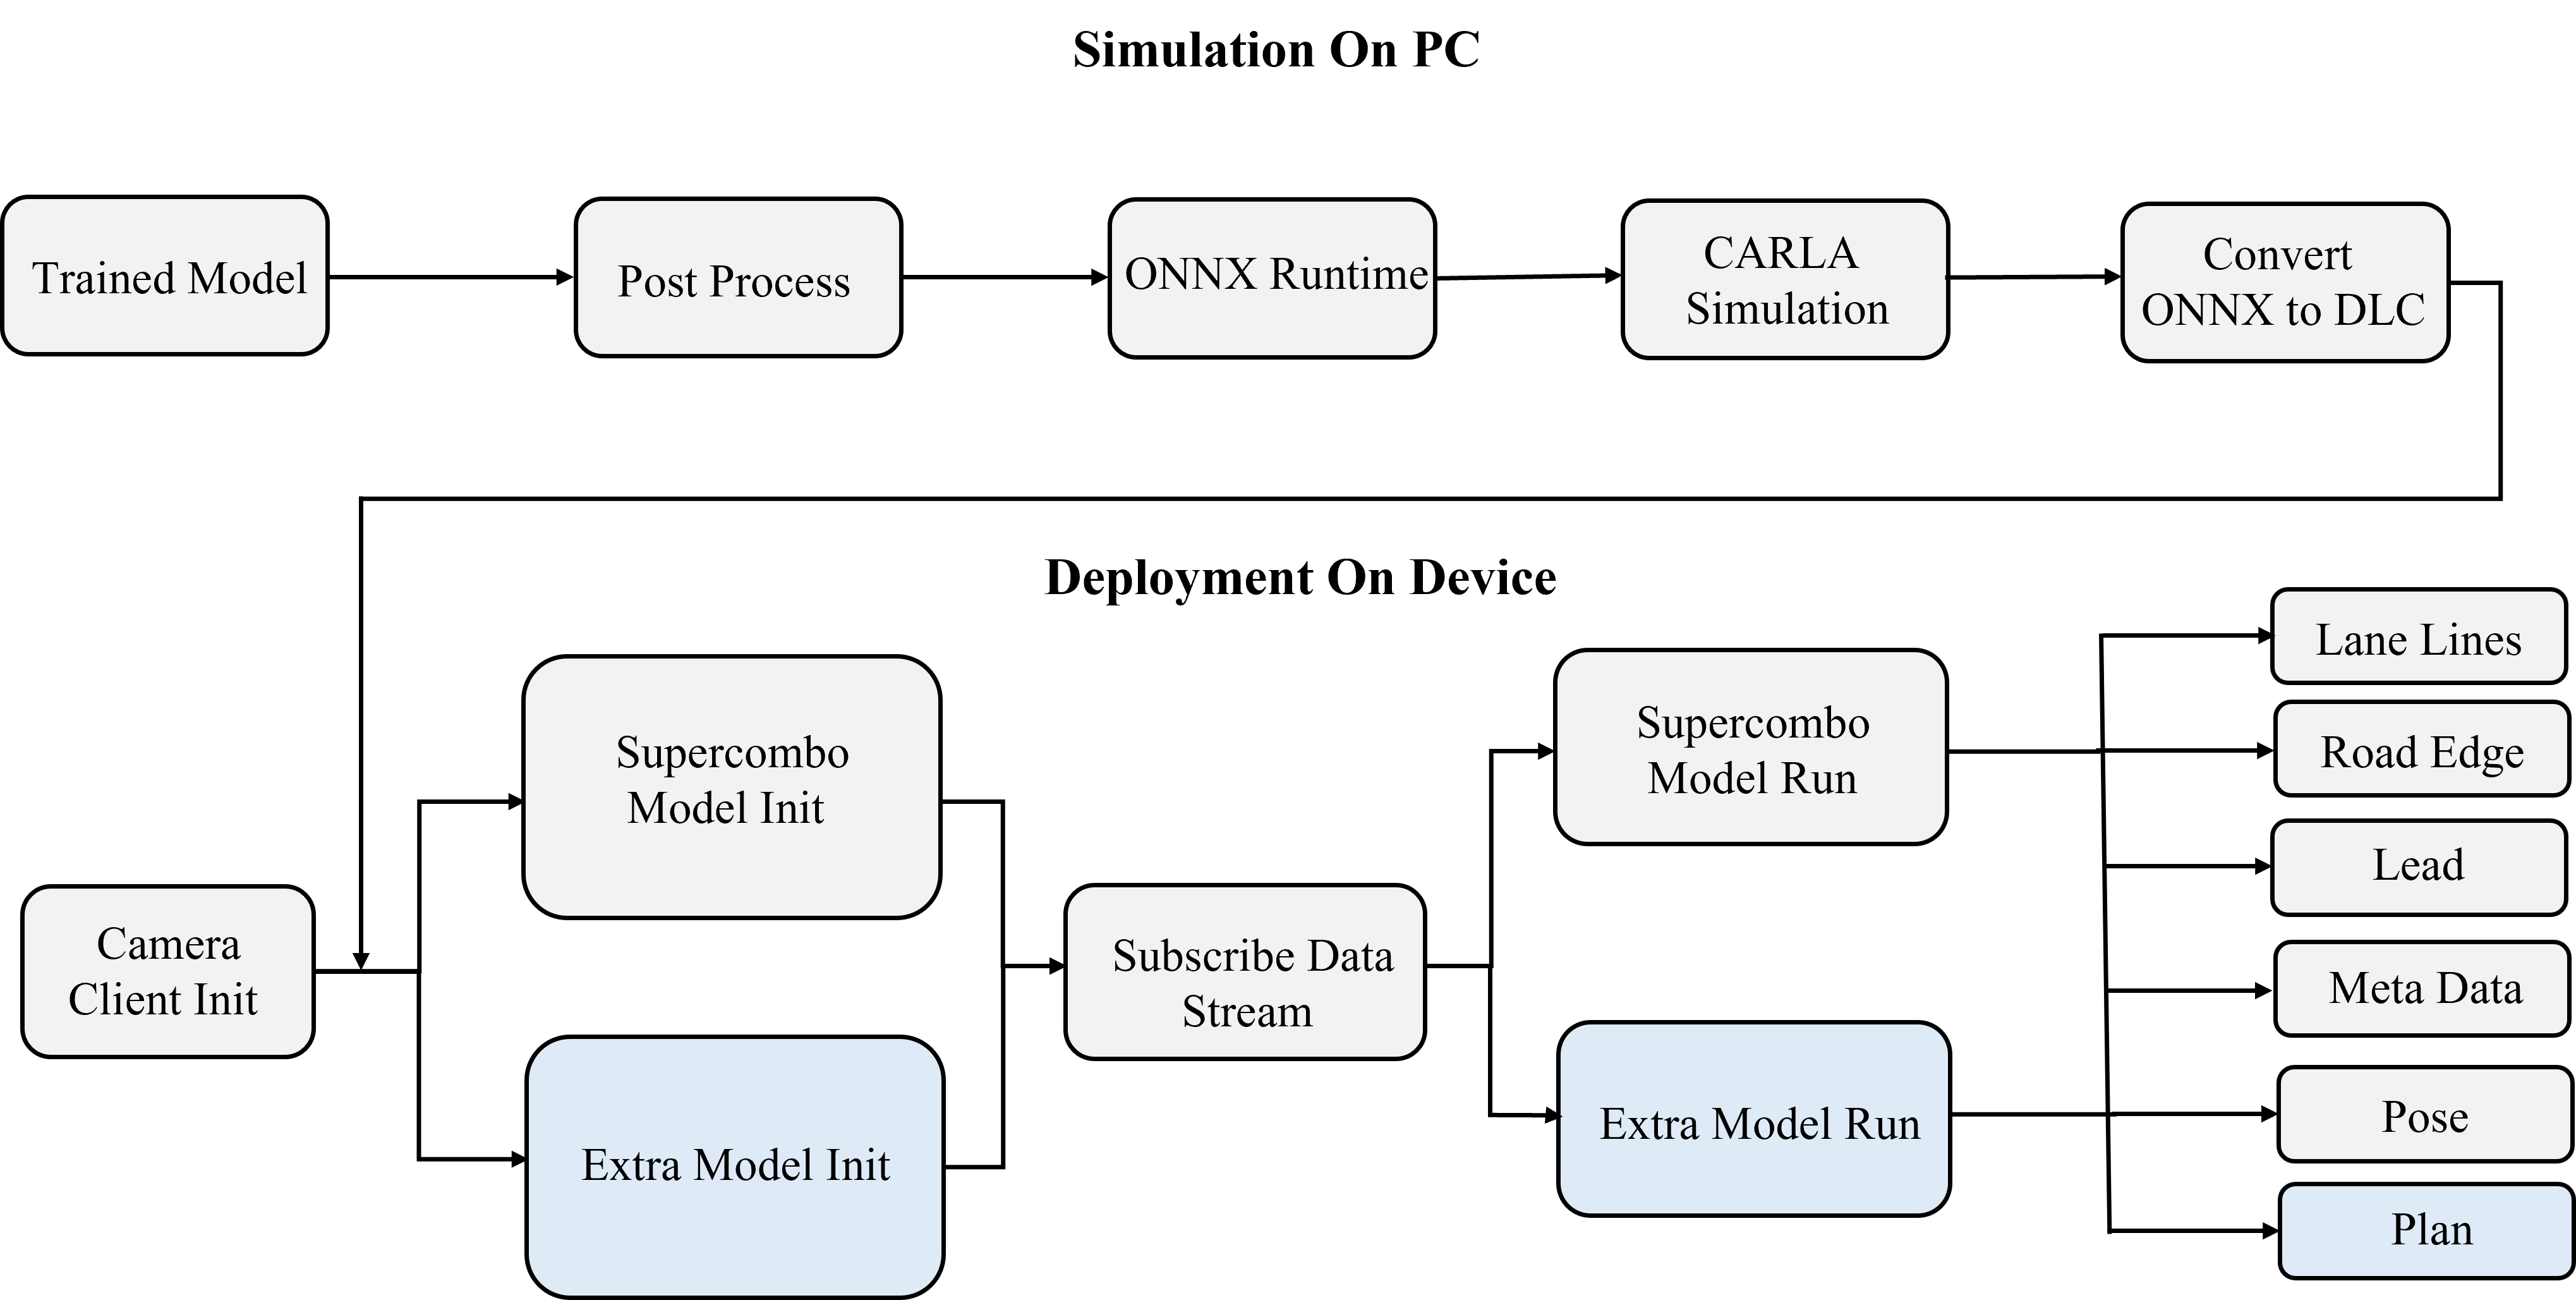 Simulation On PC
Trained Model
Post Process
ONNX Runtime
CARLA
Simulation
Convert
ONNX to DLC
Deployment On Device
Camera
Client Init
Supercombo
Model Init
Extra Model Init
Subscribe Data
Stream
Supercombo
Model Run
Extra Model Run
Lane Lines
Road Edge
Lead
Meta Data
Pose
Plan